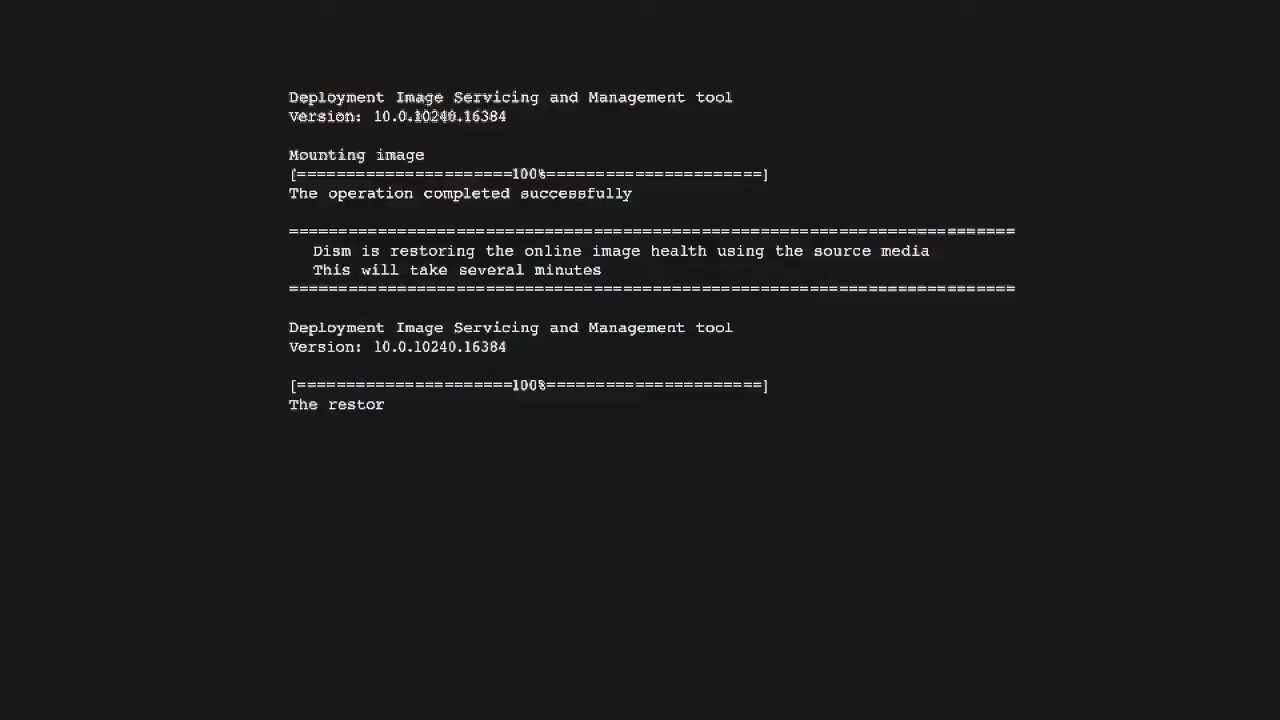 Deployment Image Servicing and Management tool
Version: 10.0.10240.16384
Mounting image
[======================100%======================]
The operation completed successfully
===========================================================================
Dism is restoring the online image health using the source media
This will take several minutes
===========================================================================
Deployment Image Servicing and Management tool
Version: 10.0.10240.16384
[======================100%======================]
The restor